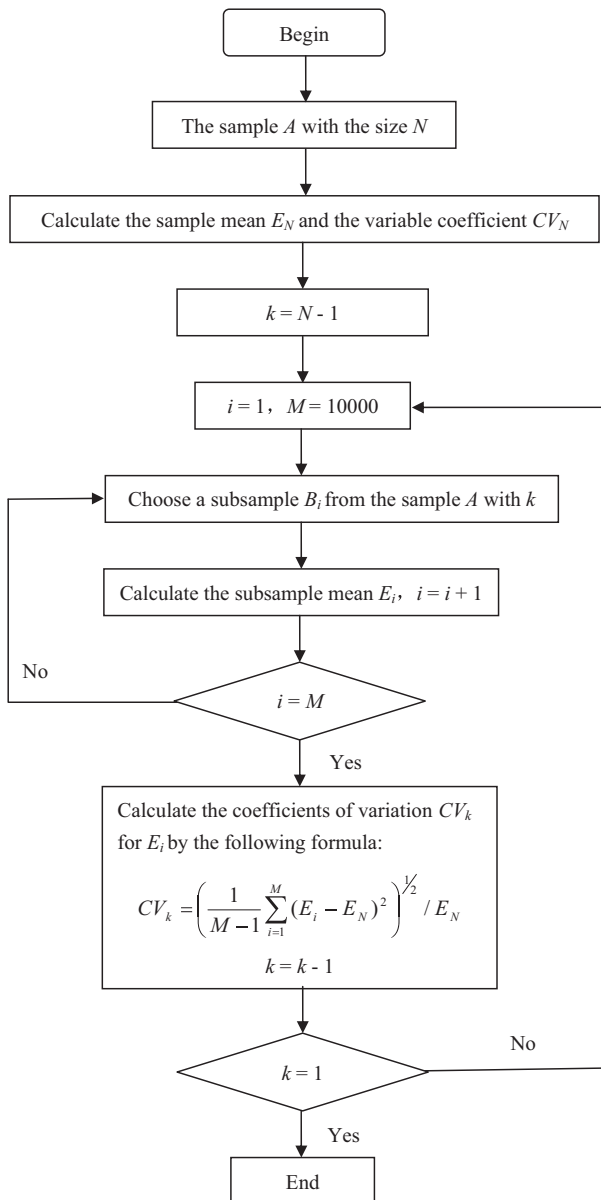 Begin
The sample A with the size N
Calculate the sample mean E_N and the variable coefficient CV_N
k = N - 1
i = 1，M = 10000
Choose a subsample B_i from the sample A with k
Calculate the subsample mean E_i，i = i + 1
No
i = M
Yes
Calculate the coefficients of variation CV_k
for E_i by the following formula:
CV_k = ( \frac{1}{M-1} \sum_{i=1}^{M} (E_i - E_N)^2 )^{1/2} / E_N
k = k - 1
No
k = 1
Yes
End